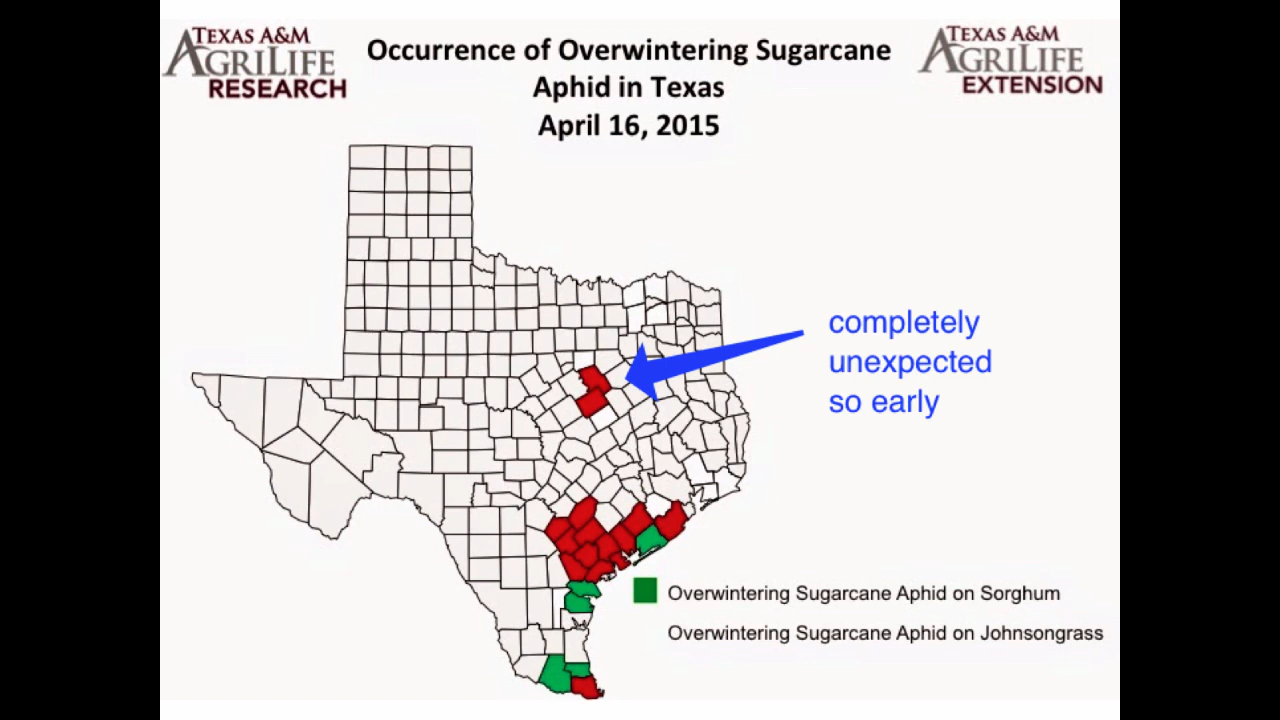 TEXAS A&M
AGRILIFE
RESEARCH
Occurrence of Overwintering Sugarcane
Aphid in Texas
April 16, 2015
TEXAS A&M
AGRILIFE
EXTENSION
completely
unexpected
so early
Overwintering Sugarcane Aphid on Sorghum
Overwintering Sugarcane Aphid on Johnsongrass